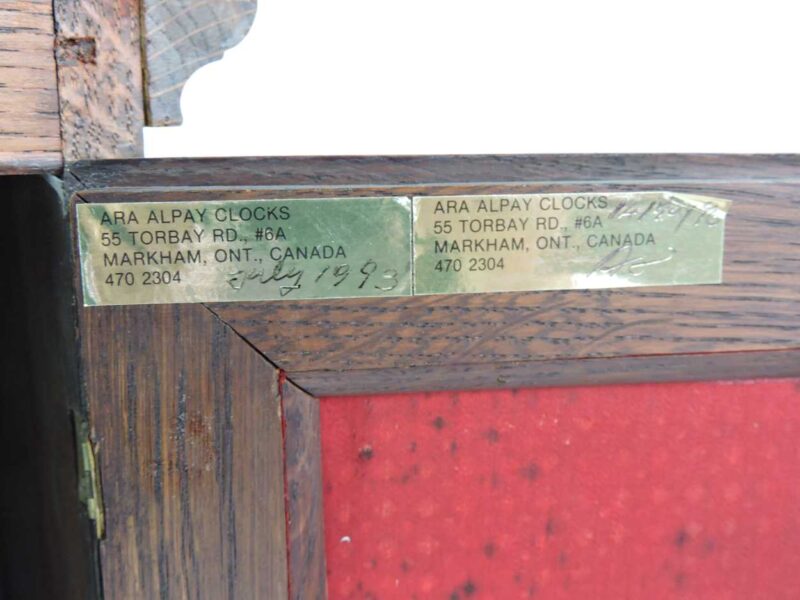 ARA ALPAY CLOCKS
55 TORBAY RD., #6A
MARKHAM, ONT., CANADA
470 2304 July 1993
ARA ALPAY CLOCKS
55 TORBAY RD., #6A
MARKHAM, ONT., CANADA
470 2304